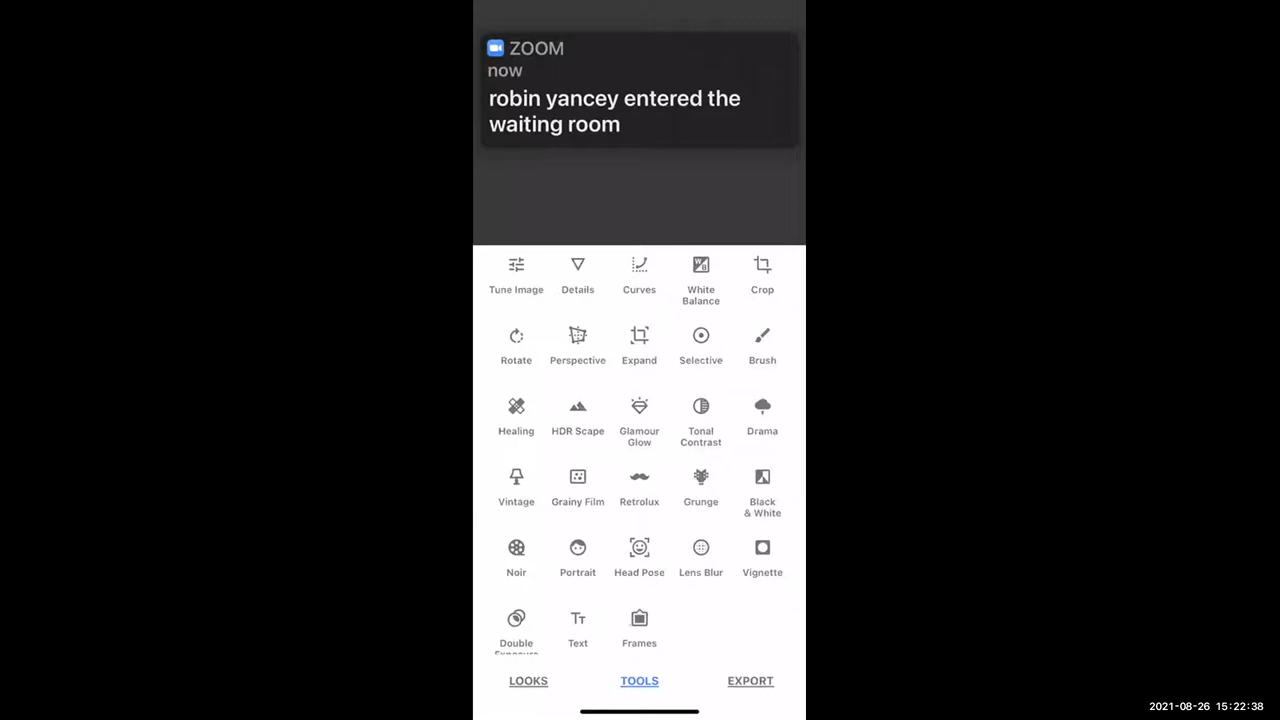 ZOOM
now
robin yancey entered the
waiting room
Tune Image
Details
Curves
White
Balance
Crop
Rotate
Perspective
Expand
Selective
Brush
Healing
HDR Scape
Glamour
Glow
Tonal
Contrast
Drama
Vintage
Grainy Film
Retrolux
Grunge
Black
& White
Noir
Portrait
Head Pose
Lens Blur
Vignette
Double
Exposure
Text
Frames
LOOKS
TOOLS
EXPORT
2021-08-26 15:22:38